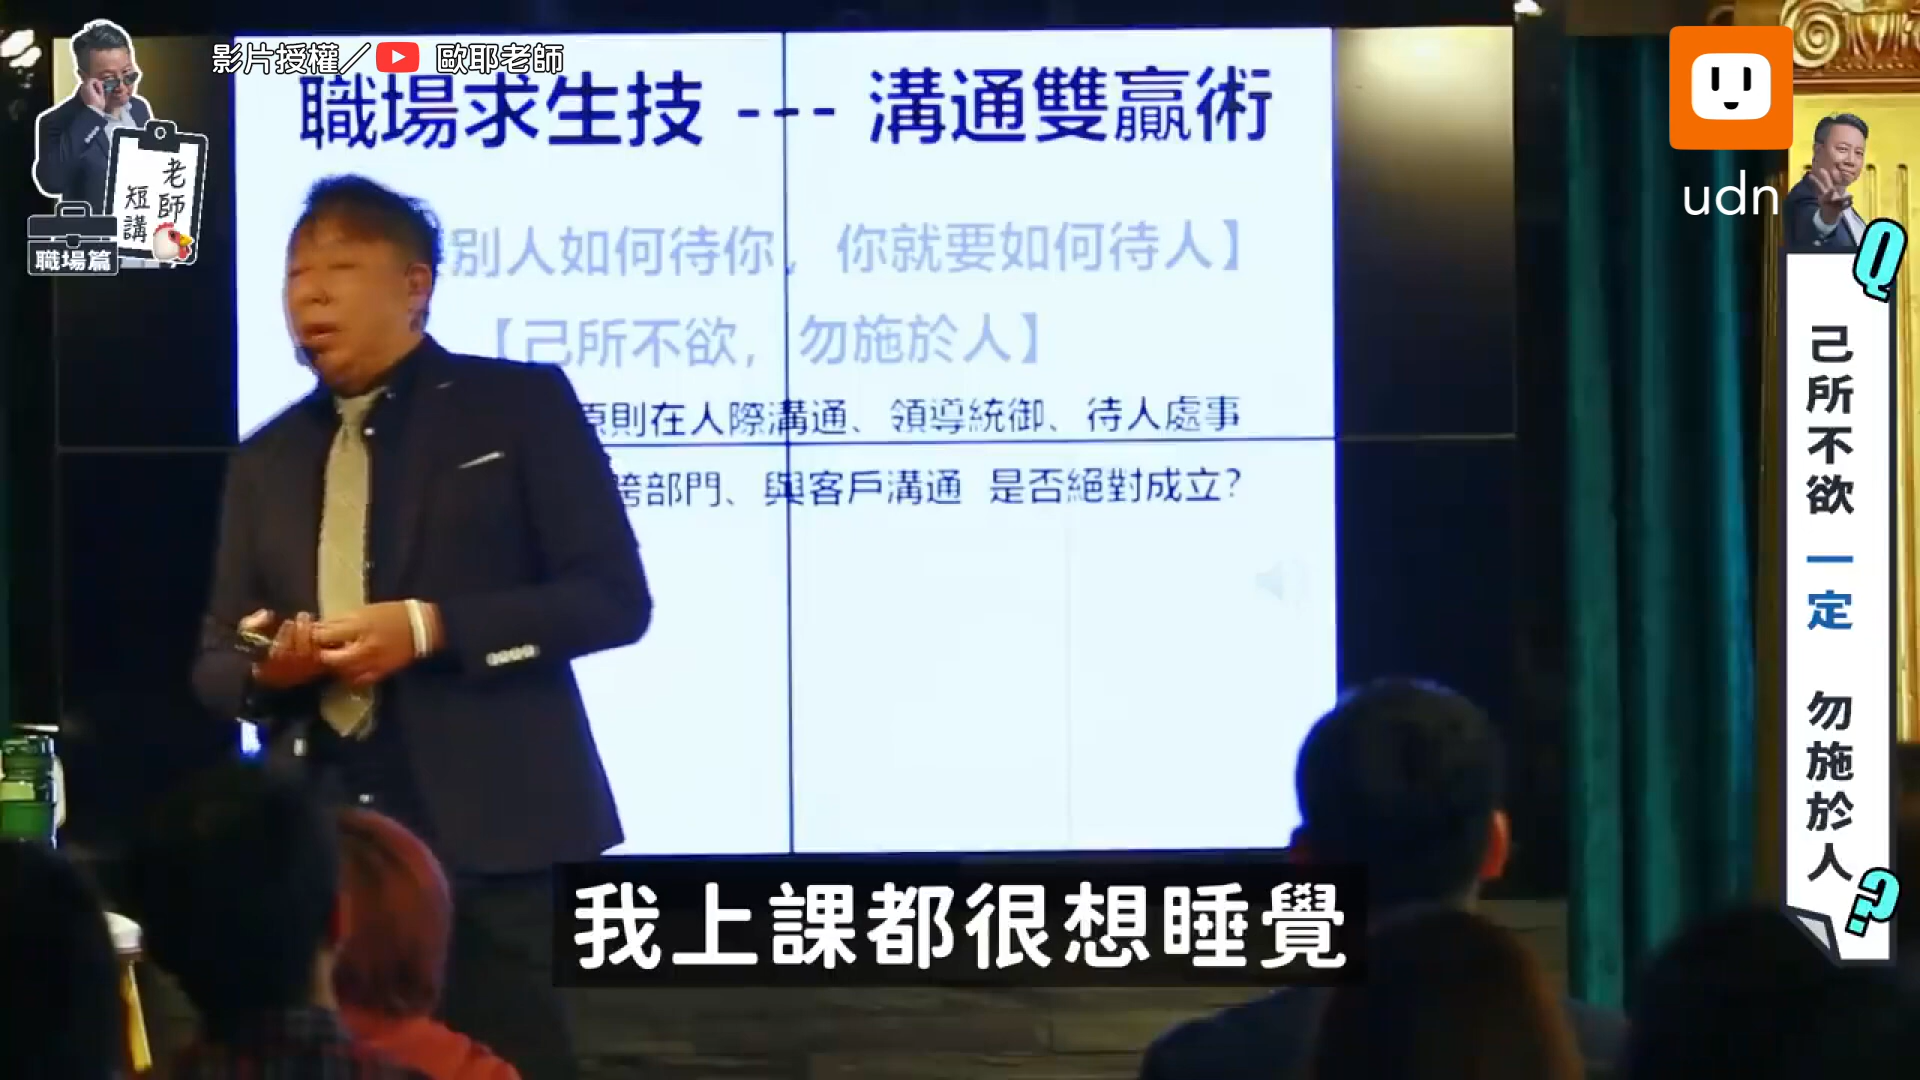 影片授權／ 歐耶老師
老師
短講
職場篇
職場求生技 --- 溝通雙贏術
別人如何待你，你就要如何待人】
【己所不欲，勿施於人】
原則在人際溝通、領導統御、待人處事
跨部門、與客戶溝通 是否絕對成立?
udn
Q
己所不欲 一定 勿施於人
?
我上課都很想睡覺